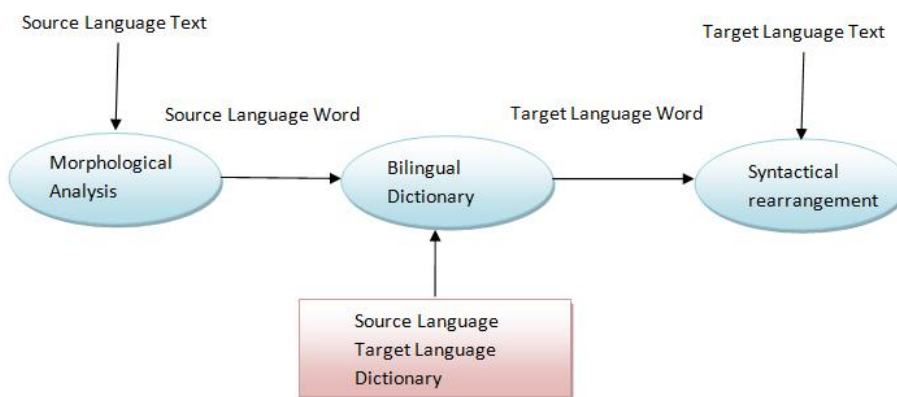 Source Language Text
Target Language Text
Source Language Word
Target Language Word
Morphological
Analysis
Bilingual
Dictionary
Syntactical
rearrangement
Source Language
Target Language
Dictionary